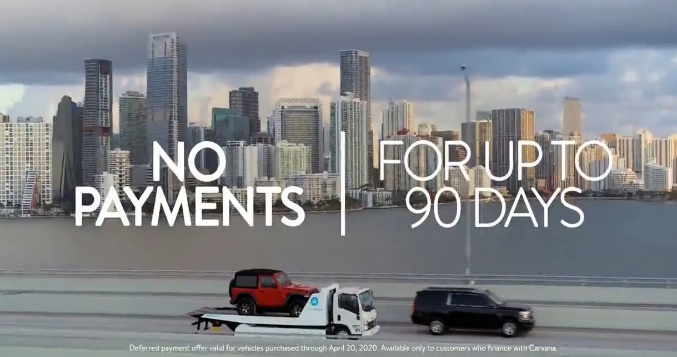 NO
PAYMENTS
FOR UP TO
90 DAYS
Deferred payment offer valid for vehicles purchased through April 20, 2020. Available only to customers who finance with Carvana.